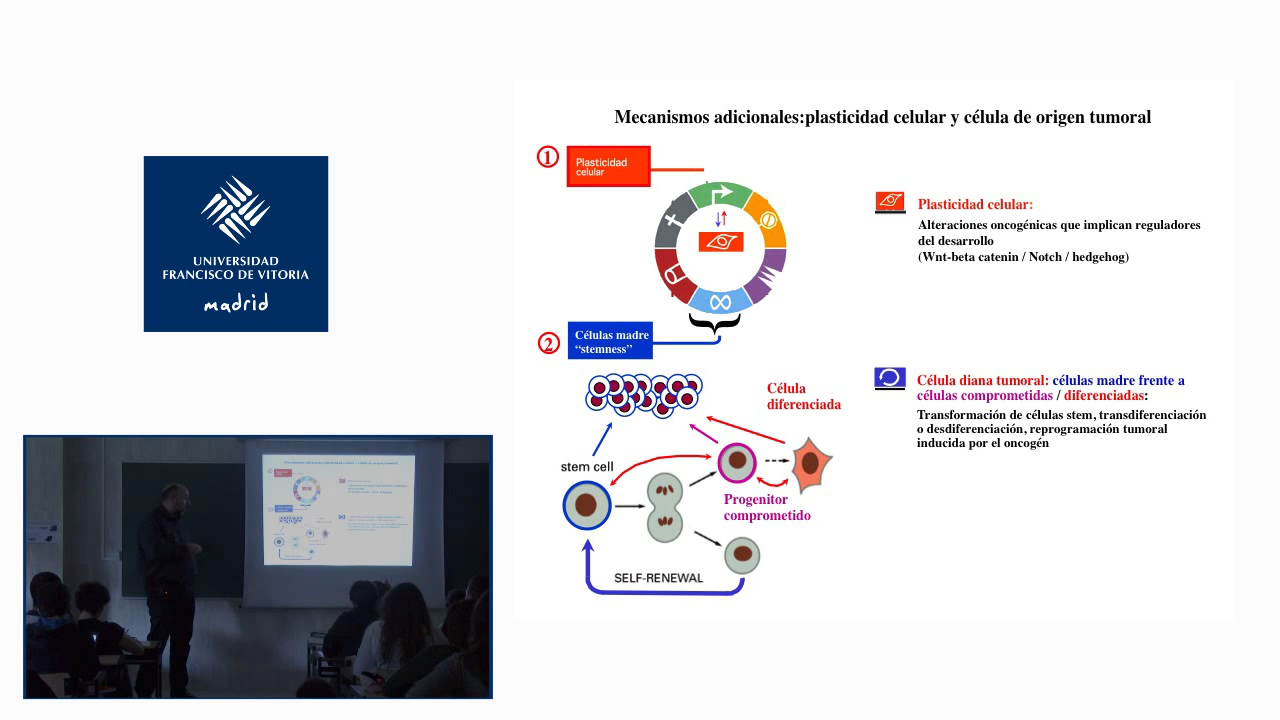 UNIVERSIDAD
FRANCISCO DE VITORIA
madrid
Mecanismos adicionales:plasticidad celular y célula de origen tumoral
1
Plasticidad
celular
Plasticidad celular:
Alteraciones oncogénicas que implican reguladores
del desarrollo
(Wnt-beta catenin / Notch / hedgehog)
2
Células madre
“stemness”
Célula
diferenciada
stem cell
Progenitor
comprometido
SELF-RENEWAL
Célula diana tumoral: células madre frente a
células comprometidas / diferenciadas:
Transformación de células stem, transdiferenciación
o desdiferenciación, reprogramación tumoral
inducida por el oncogén